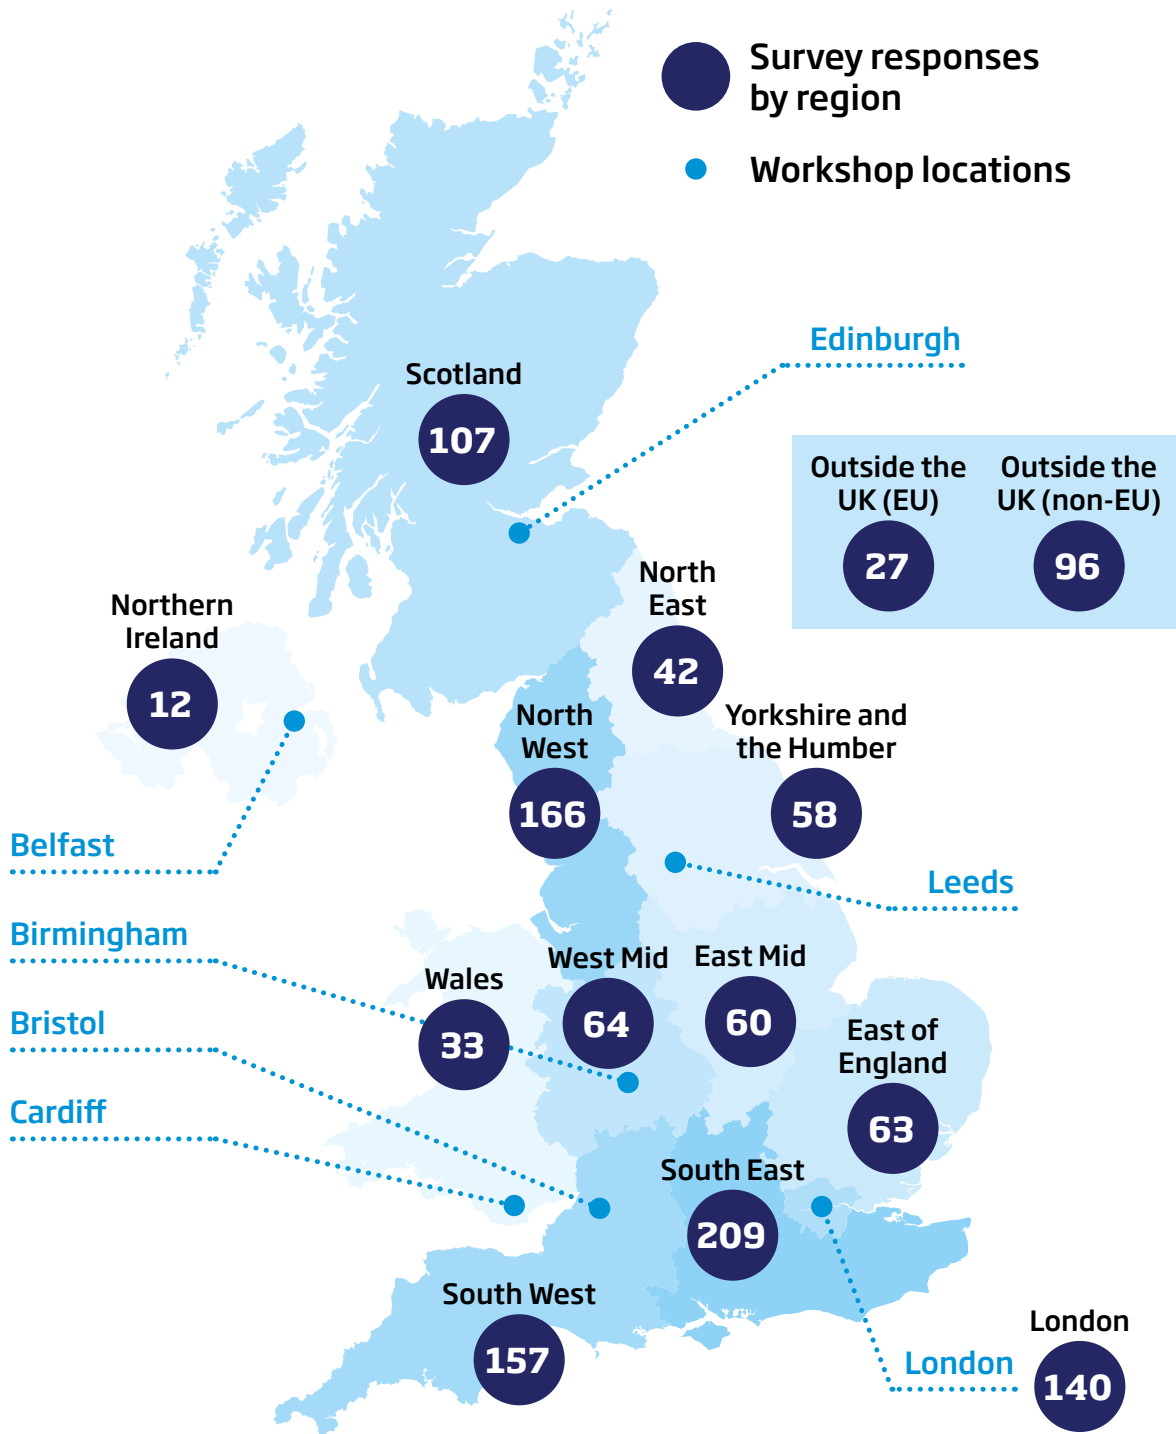 Survey responses
by region
Workshop locations
Edinburgh
Scotland
107
Outside the
UK (EU)
27
Outside the
UK (non-EU)
96
North
East
42
Northern
Ireland
12
North
West
166
Yorkshire and
the Humber
58
Belfast
Leeds
Birmingham
Wales
33
West Mid
64
East Mid
60
Bristol
East of
England
63
Cardiff
South East
209
South West
157
London
London
140